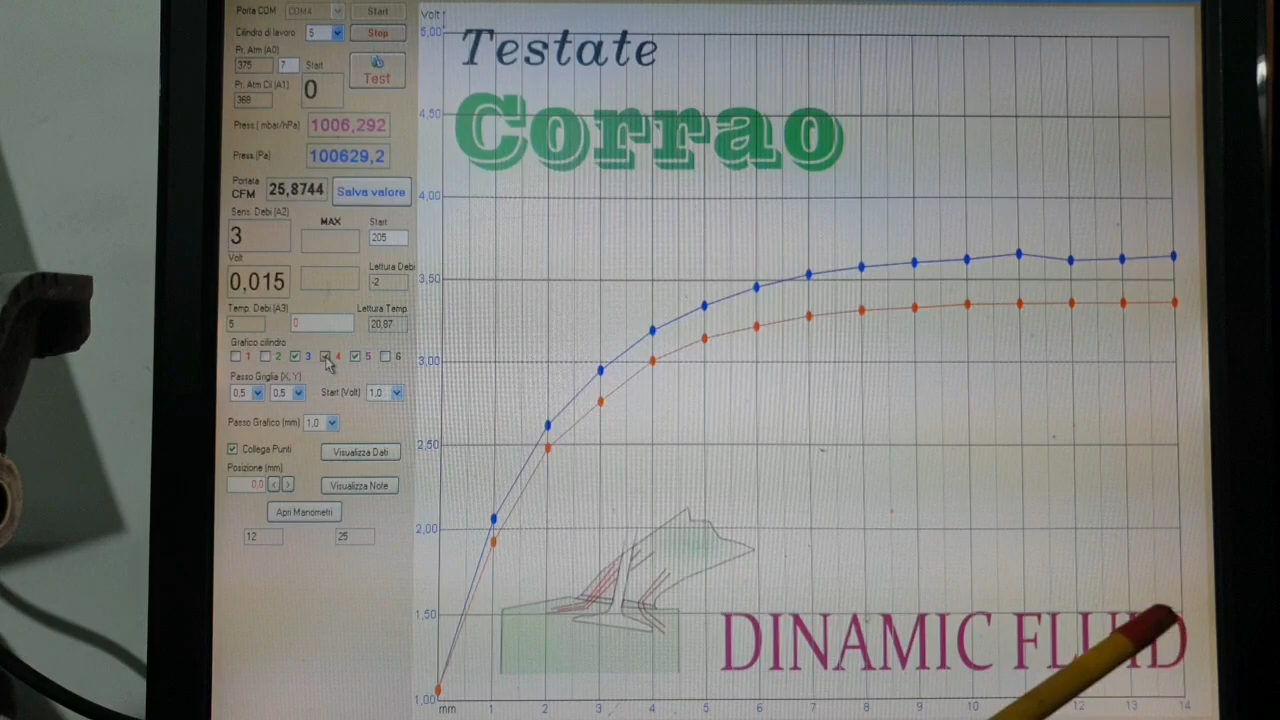 Porta COM COM4 Start
Cilindro di lavoro 5 Stop
Pr. Atm (A0)
375 7 Start
Test
Pr. Atm Cil (A1)
368 0
Press.( mbar/hPa) 1006,292
Press.(Pa) 100629,2
Portata
CFM 25,8744 Salva valore
Sens. Debi (A2) MAX Start
3 205
Volt Lettura Debi
0,015 -2
Temp. Debi (A3) Lettura Temp.
5 0 20,87
Grafico cilindro
1 2 3 4 5 6
Passo Griglia (X, Y)
0,5 0,5 Start (Volt) 1,0
Passo Grafico (mm) 1,0
Collega Punti Visualizza Dati
Posizione (mm)
0,0 < > Visualizza Note
Apri Manometri
12 25
Volt
5,00
4,50
4,00
3,50
3,00
2,50
2,00
1,50
1,00
Testate
Corrao
DINAMIC FLUID
mm 1 2 3 4 5 6 7 8 9 10 12 13 14